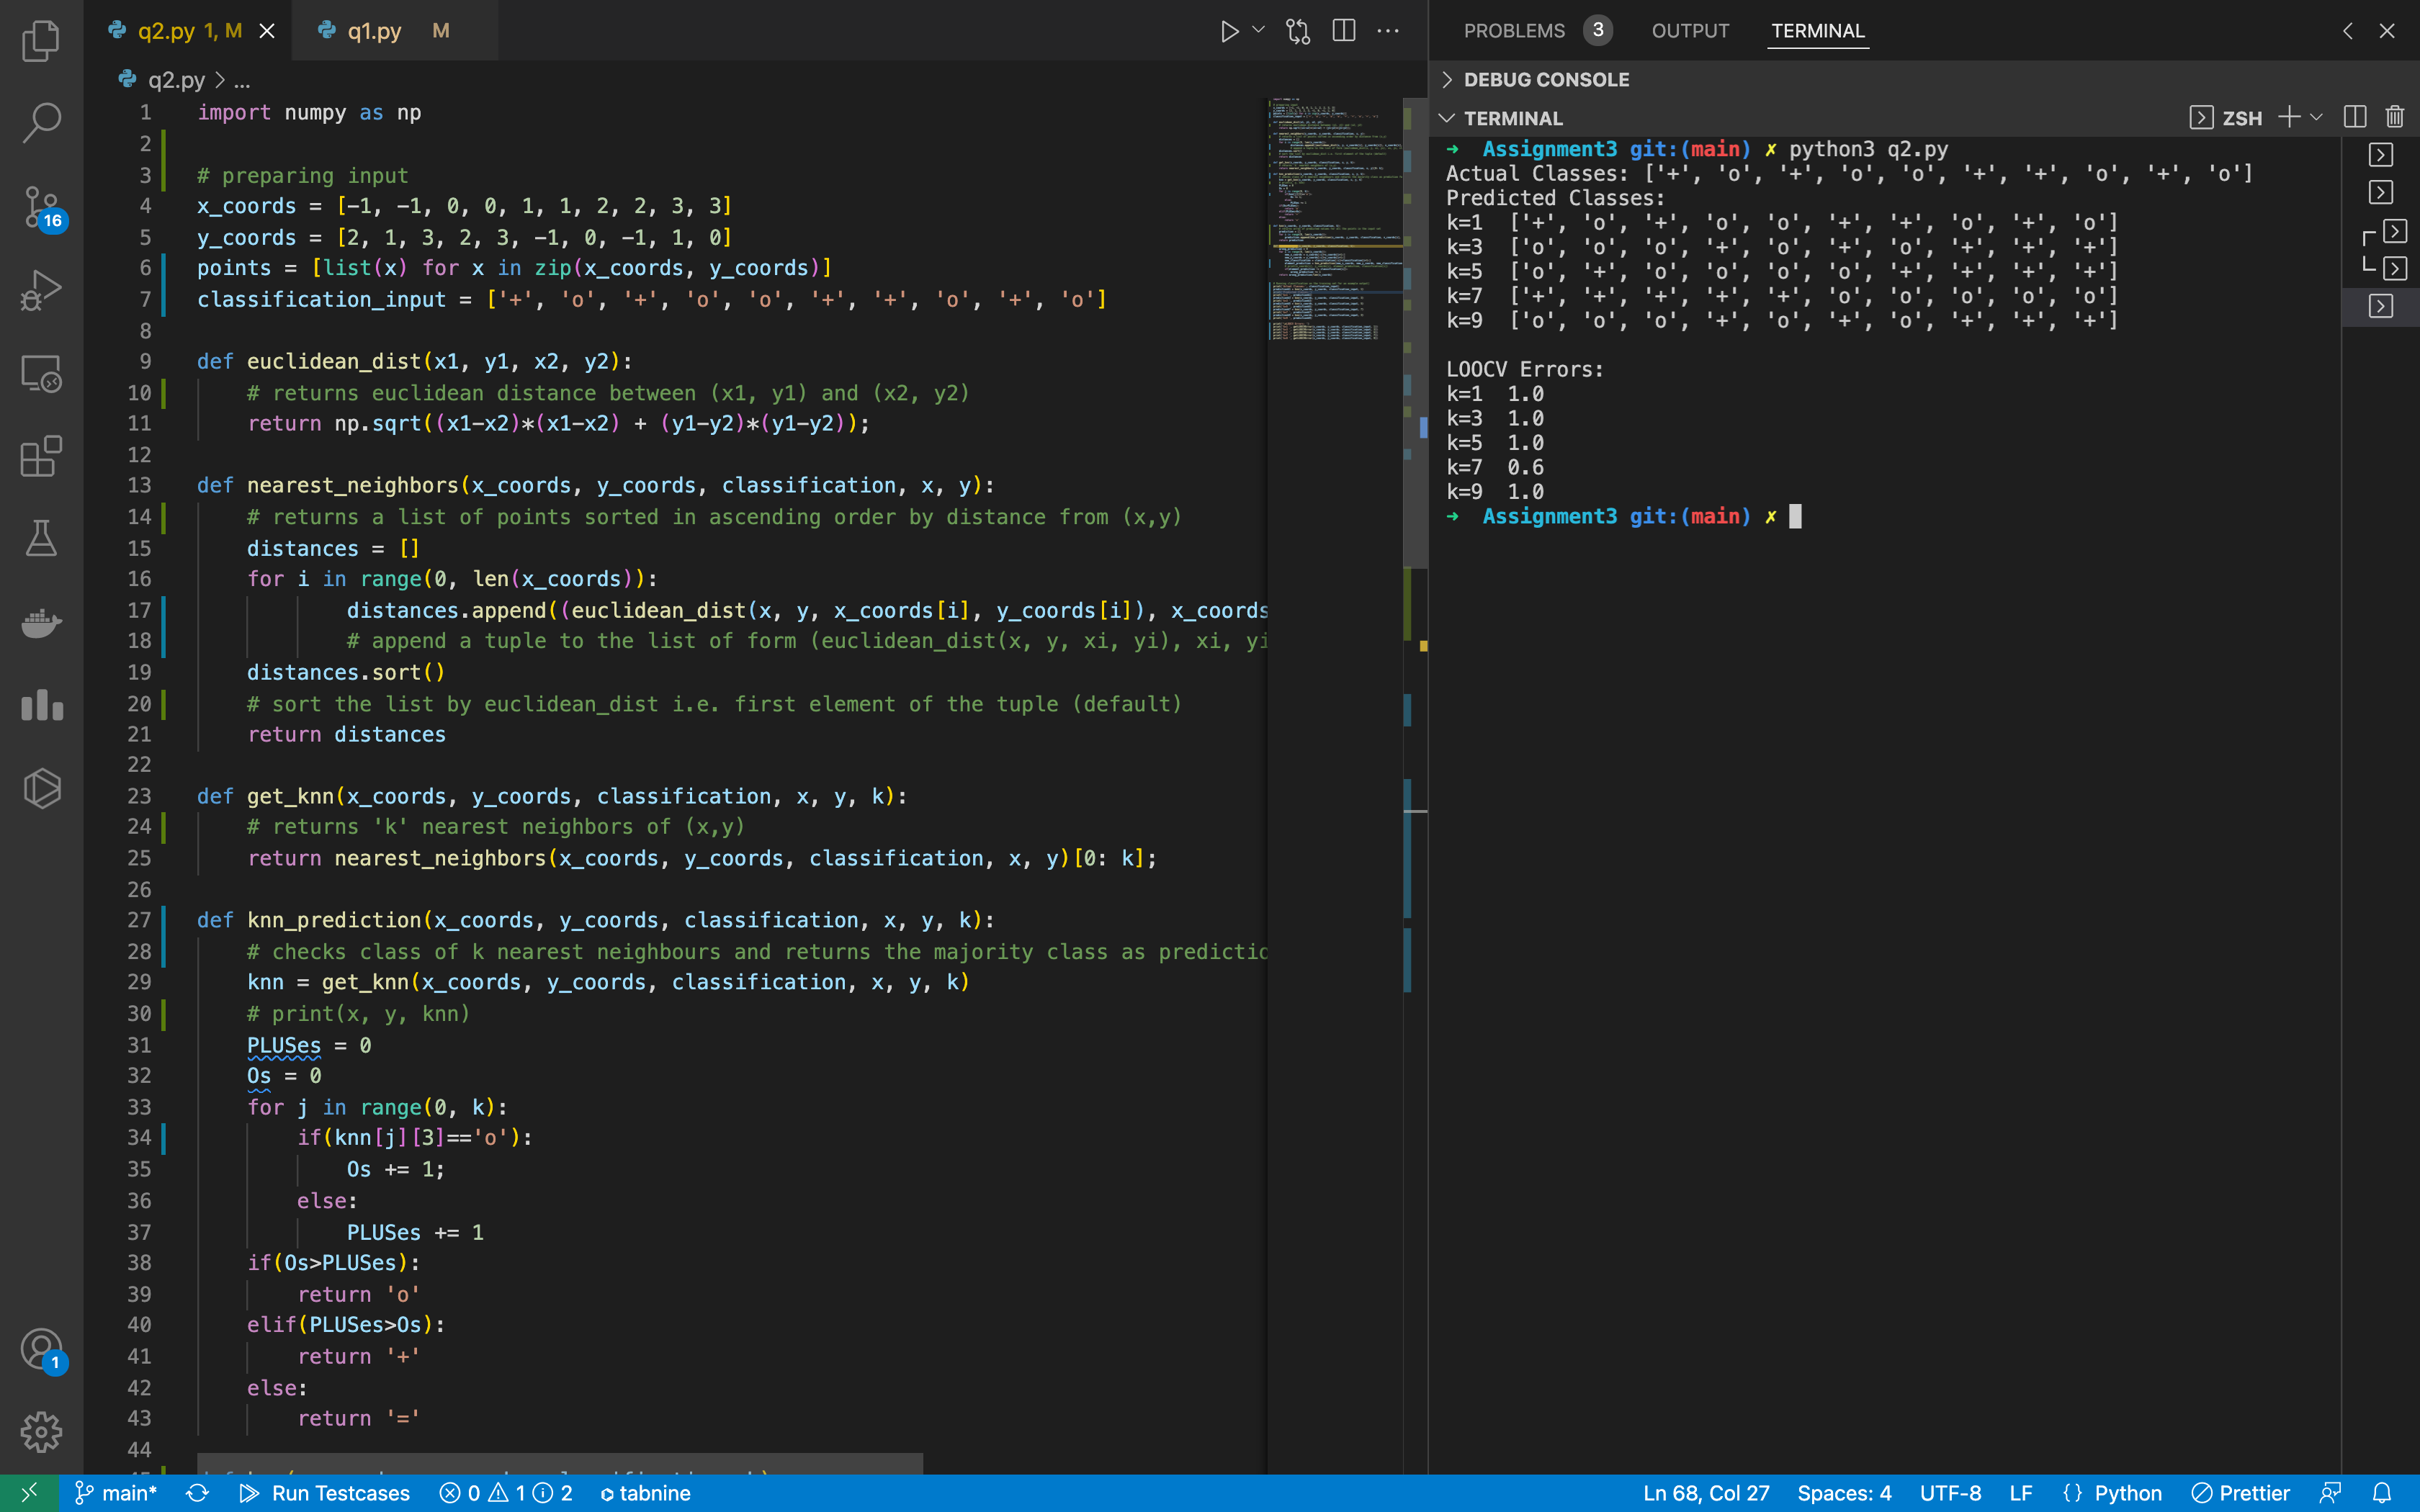 q2.py 1, M
q1.py M
q2.py > ...
1 import numpy as np
2
3 # preparing input
4 x_coords = [-1, -1, 0, 0, 1, 1, 2, 2, 3, 3]
5 y_coords = [2, 1, 3, 2, 3, -1, 0, -1, 1, 0]
6 points = [list(x) for x in zip(x_coords, y_coords)]
7 classification_input = ['+', 'o', '+', 'o', 'o', '+', '+', 'o', '+', 'o']
8
9 def euclidean_dist(x1, y1, x2, y2):
10 # returns euclidean distance between (x1, y1) and (x2, y2)
11 return np.sqrt((x1-x2)*(x1-x2) + (y1-y2)*(y1-y2));
12
13 def nearest_neighbors(x_coords, y_coords, classification, x, y):
14 # returns a list of points sorted in ascending order by distance from (x,y)
15 distances = []
16 for i in range(0, len(x_coords)):
17 distances.append((euclidean_dist(x, y, x_coords[i], y_coords[i]), x_coords
18 # append a tuple to the list of form (euclidean_dist(x, y, xi, yi), xi, yi
19 distances.sort()
20 # sort the list by euclidean_dist i.e. first element of the tuple (default)
21 return distances
22
23 def get_knn(x_coords, y_coords, classification, x, y, k):
24 # returns 'k' nearest neighbors of (x,y)
25 return nearest_neighbors(x_coords, y_coords, classification, x, y)[0: k];
26
27 def knn_prediction(x_coords, y_coords, classification, x, y, k):
28 # checks class of k nearest neighbours and returns the majority class as predictio
29 knn = get_knn(x_coords, y_coords, classification, x, y, k)
30 # print(x, y, knn)
31 PLUSes = 0
32 Os = 0
33 for j in range(0, k):
34 if(knn[j][3]=='o'):
35 Os += 1;
36 else:
37 PLUSes += 1
38 if(Os>PLUSes):
39 return 'o'
40 elif(PLUSes>Os):
41 return '+'
42 else:
43 return '='
44
PROBLEMS 3 OUTPUT TERMINAL
DEBUG CONSOLE
TERMINAL
ZSH
➜ Assignment3 git:(main) ✗ python3 q2.py
Actual Classes: ['+', 'o', '+', 'o', 'o', '+', '+', 'o', '+', 'o']
Predicted Classes:
k=1 ['+', 'o', '+', 'o', 'o', '+', '+', 'o', '+', 'o']
k=3 ['o', 'o', 'o', 'o', 'o', '+', '+', '+', '+', '+']
k=5 ['o', '+', 'o', 'o', 'o', 'o', '+', '+', '+', '+']
k=7 ['+', '+', '+', '+', '+', 'o', 'o', 'o', 'o', 'o']
k=9 ['o', 'o', 'o', '+', 'o', '+', 'o', '+', '+', '+']
LOOCV Errors:
k=1 1.0
k=3 1.0
k=5 1.0
k=7 0.6
k=9 1.0
➜ Assignment3 git:(main) ✗
16
1
main* Run Testcases 0 1 2 tabnine Ln 68, Col 27 Spaces: 4 UTF-8 LF {} Python Prettier